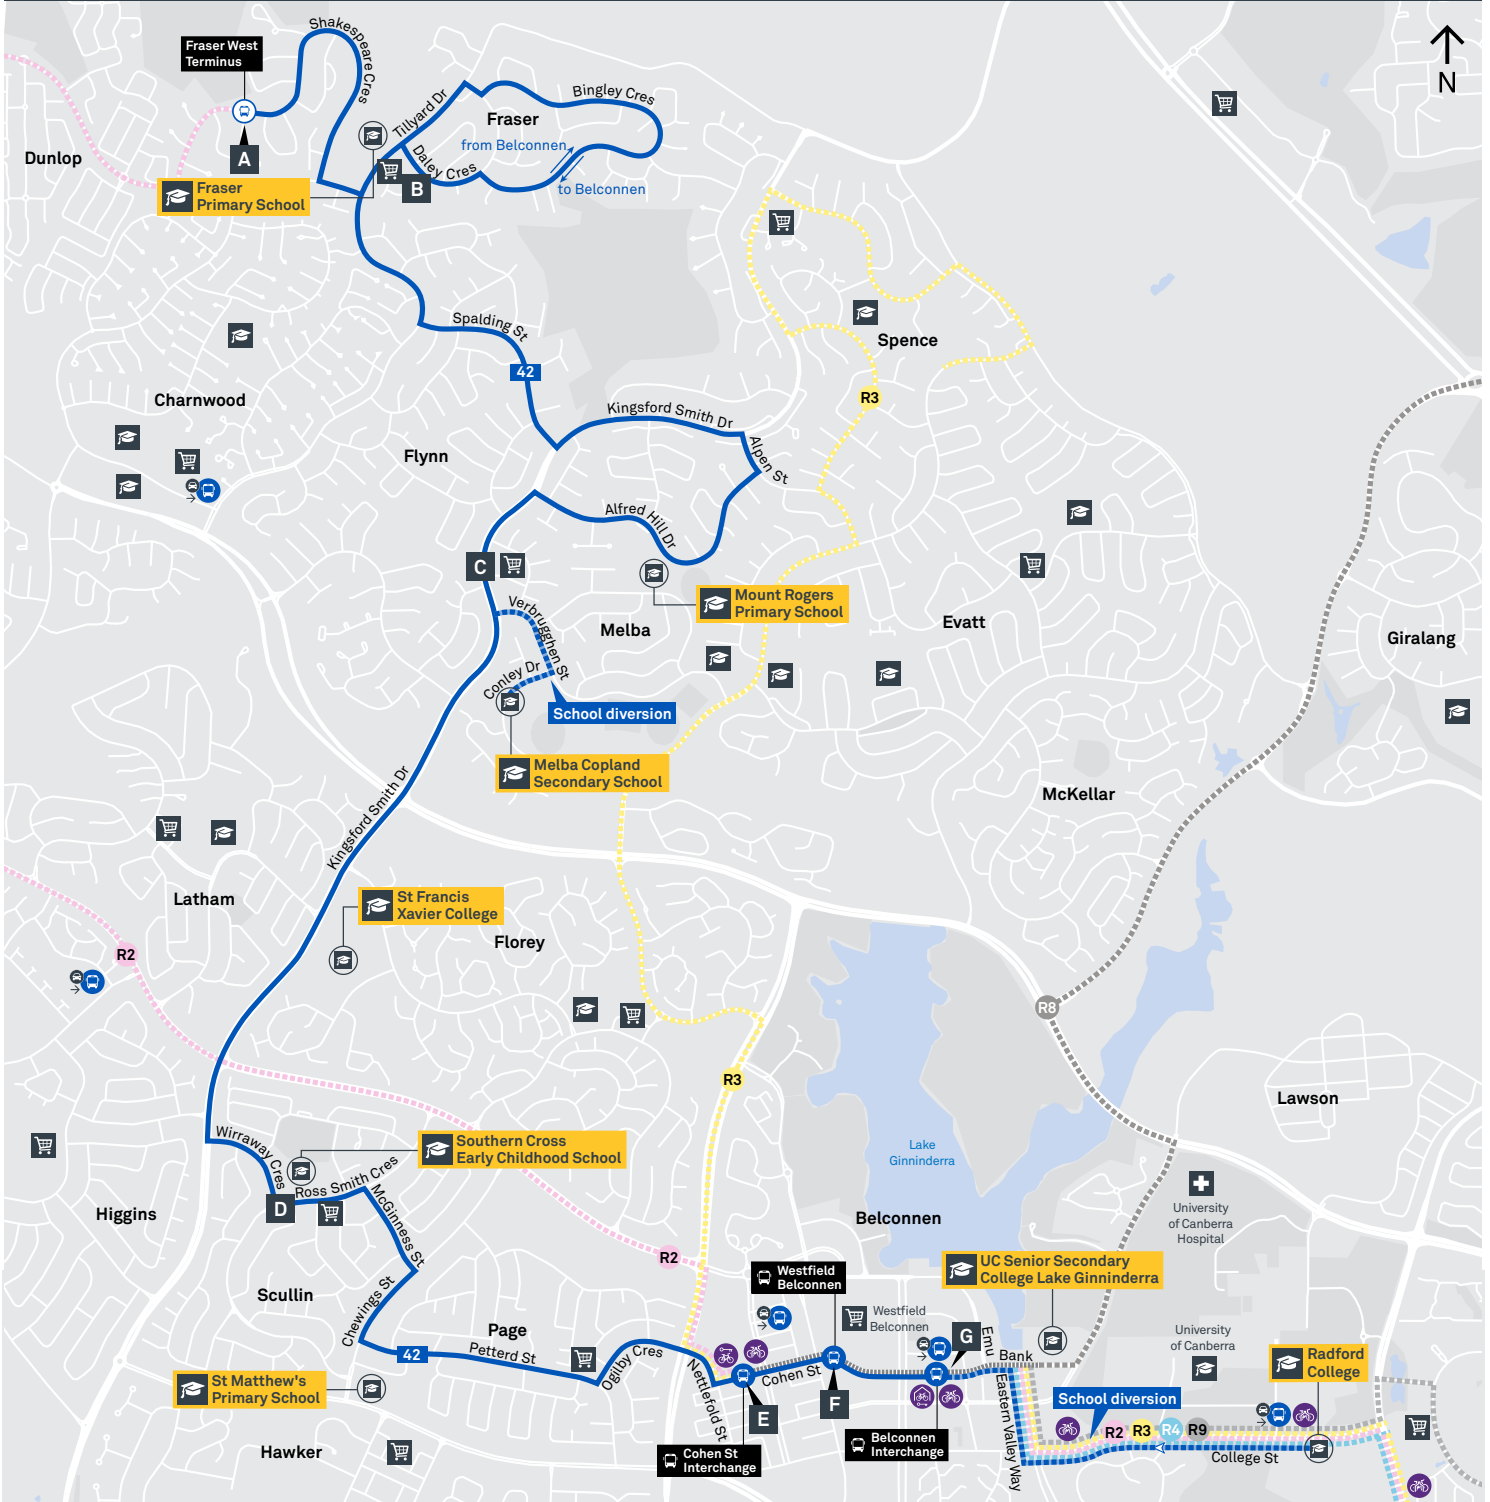 Shakespeare Cres
Fraser West
Terminus
N
Tillyard Dr
Bingley Cres
Fraser
from Belconnen
Dunlop
A
Daley Cres
B
to Belconnen
Fraser
Primary School
Spalding St
Spence
42
Charnwood
R3
Kingsford Smith Dr
Flynn
Alpen St
Alfred Hill Dr
C
Mount Rogers
Primary School
Verbrugghen St
Melba
Evatt
Giralang
Conley Dr
School diversion
Melba Copland
Secondary School
McKellar
Kingsford Smith Dr
St Francis
Xavier College
Latham
Florey
R2
R8
R3
Lawson
Wirraway Cres
Southern Cross
Early Childhood School
Lake
Ginninderra
Ross Smith Cres
D
McGinness St
Higgins
Belconnen
University
of Canberra
Hospital
R2
Westfield
Belconnen
UC Senior Secondary
College Lake Ginninderra
Scullin
Chewings St
Westfield
Belconnen
Page
42
Petterd St
Ogilby Cres
G
Emu
Bank
University
of Canberra
Radford
College
St Matthew's
Primary School
Nettlefold St
Cohen St
E
F
Eastern Valley Way
School diversion
R2
R3
R4
R9
College St
Hawker
Cohen St
Interchange
Belconnen
Interchange